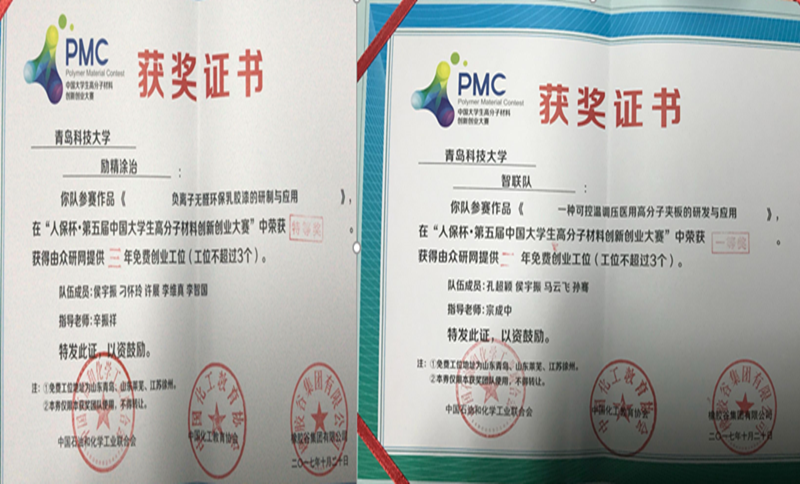 PMC
Polymer Material Contest
中国大学生高分子材料
创新创业大赛
获奖证书
青岛科技大学
励精涂治 :
你队参赛作品《 负离子无醛环保乳胶漆的研制与应用 》,
在“人保杯·第五届中国大学生高分子材料创新创业大赛”中荣获 特等奖 。
获得由众研网提供 三 年免费创业工位(工位不超过3个)。
队伍成员:侯宇振 刁怀玲 许展 李维真 李智国
指导老师:辛振祥
特发此证,以资鼓励。
注:①免费工位地址为山东青岛、山东莱芜、江苏徐州。
②本券仅限本获奖团队使用,不得转让。
中国石油和化学工业联合会
中国化工教育协会
橡胶谷集团有限公司
二〇一七年十月二十日
PMC
Polymer Material Contest
中国大学生高分子材料
创新创业大赛
获奖证书
青岛科技大学
智联队 :
你队参赛作品《 一种可控温调压医用高分子夹板的研发与应用 》,
在“人保杯·第五届中国大学生高分子材料创新创业大赛”中荣获 一等奖 。
获得由众研网提供 二 年免费创业工位(工位不超过3个)。
队伍成员:孔超颖 侯宇振 马云飞 孙骞
指导老师:宗成中
特发此证,以资鼓励。
注:①免费工位地址为山东青岛、山东莱芜、江苏徐州。
②本券仅限本获奖团队使用,不得转让。
中国石油和化学工业联合会
中国化工教育协会
橡胶谷集团有限公司
二〇一七年十月二十日